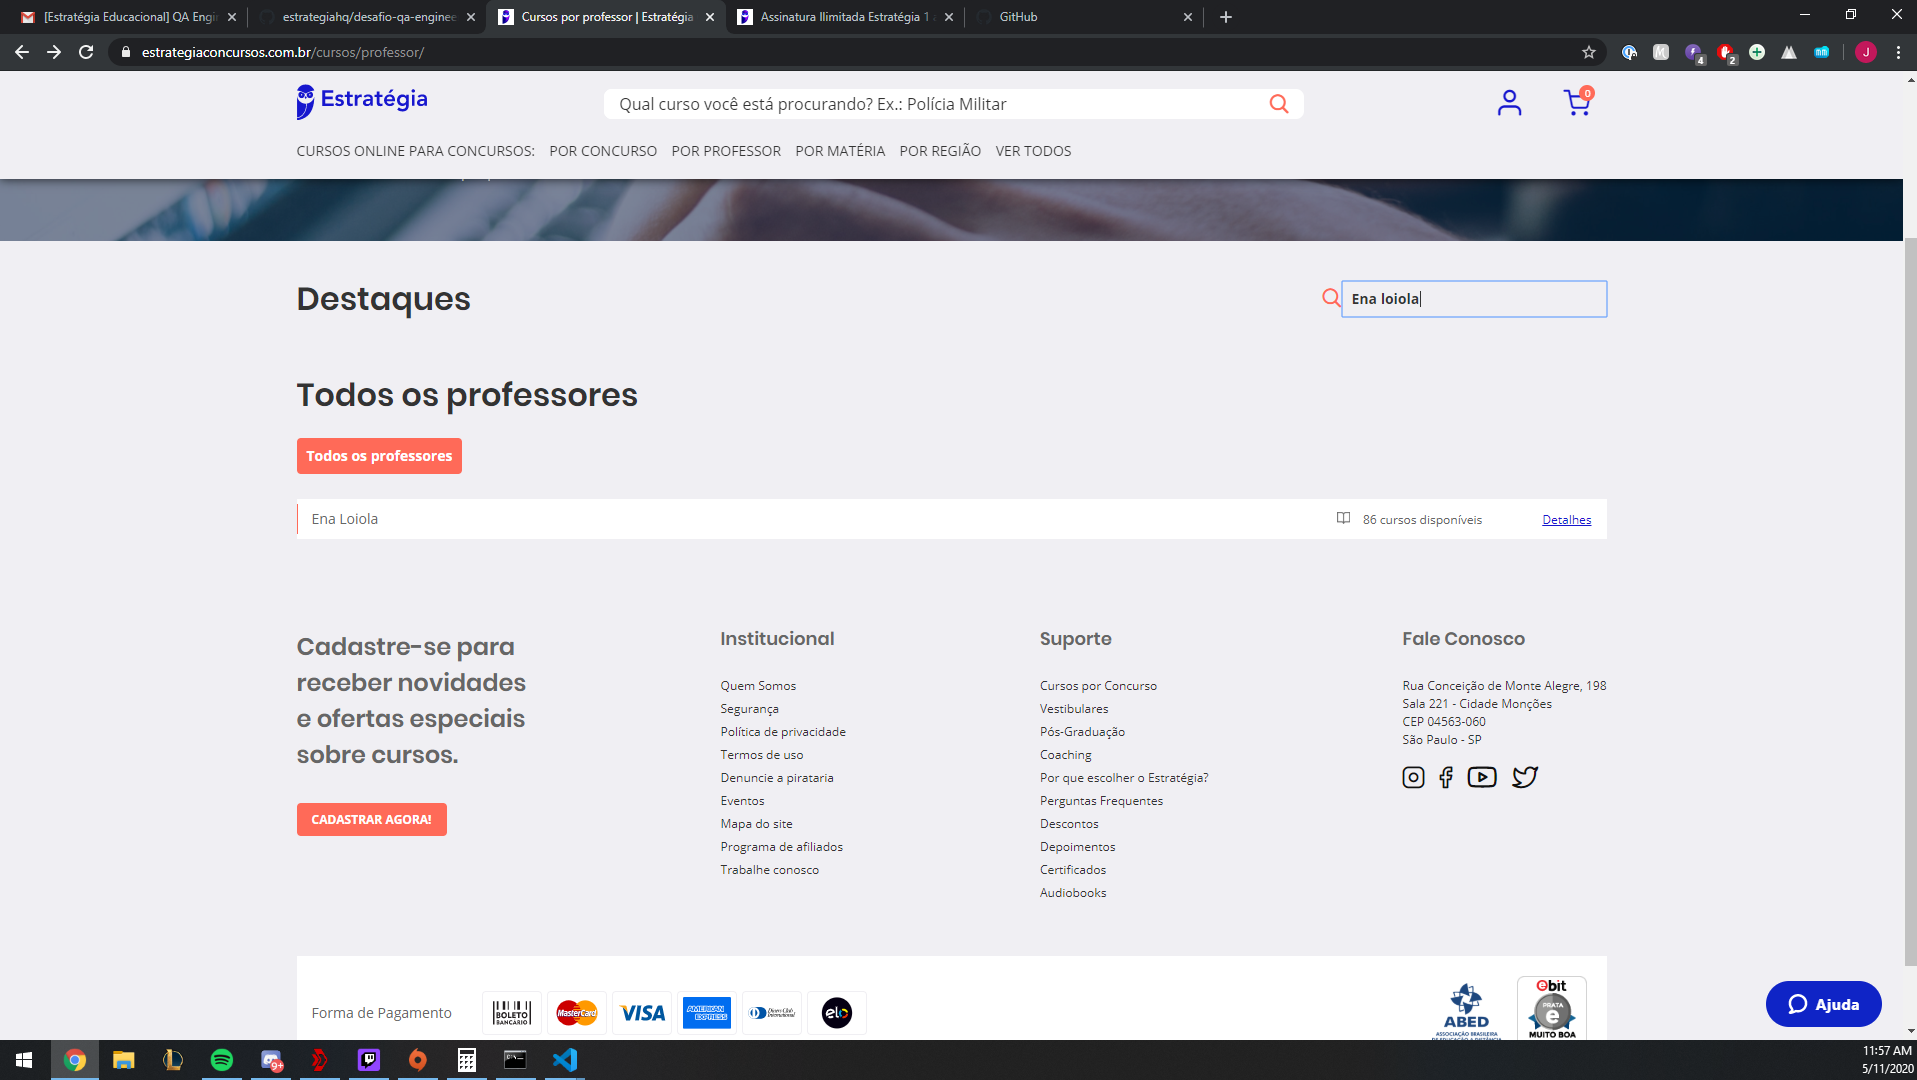 [Estratégia Educacional] QA Engi
estrategiahq/desafio-qa-enginee
Cursos por professor | Estratégia
Assinatura Ilimitada Estratégia 1
GitHub
estrategiaconcursos.com.br/cursos/professor/
4
2
J
Estratégia
Qual curso você está procurando? Ex.: Polícia Militar
0
CURSOS ONLINE PARA CONCURSOS: POR CONCURSO POR PROFESSOR POR MATÉRIA POR REGIÃO VER TODOS
Destaques
Ena loiola
Todos os professores
Todos os professores
Ena Loiola
86 cursos disponíveis
Detalhes
Cadastre-se para
receber novidades
e ofertas especiais
sobre cursos.
CADASTRAR AGORA!
Institucional
Quem Somos
Segurança
Política de privacidade
Termos de uso
Denuncie a pirataria
Eventos
Mapa do site
Programa de afiliados
Trabalhe conosco
Suporte
Cursos por Concurso
Vestibulares
Pós-Graduação
Coaching
Por que escolher o Estratégia?
Perguntas Frequentes
Descontos
Depoimentos
Certificados
Audiobooks
Fale Conosco
Rua Conceição de Monte Alegre, 198
Sala 221 - Cidade Monções
CEP 04563-060
São Paulo - SP
Forma de Pagamento
BOLETO
BANCÁRIO
MasterCard
VISA
AMERICAN
EXPRESS
Diners Club
International
elo
ABED
ASSOCIAÇÃO BRASILEIRA
DE EDUCAÇÃO A DISTÂNCIA
ebit
PRATA
e
MUITO BOA
Ajuda
9+
11:57 AM
5/11/2020